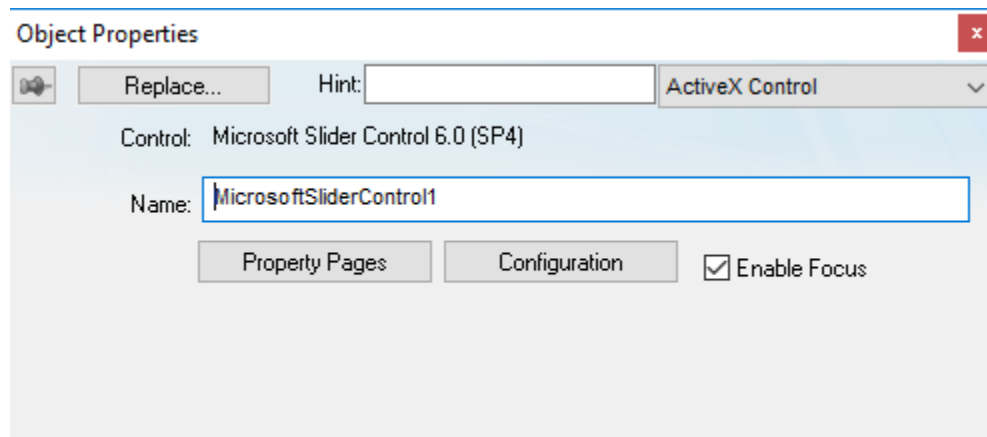 Object Properties
x
Replace... Hint: ActiveX Control
Control: Microsoft Slider Control 6.0 (SP4)
Name: MicrosoftSliderControl1
Property Pages Configuration Enable Focus